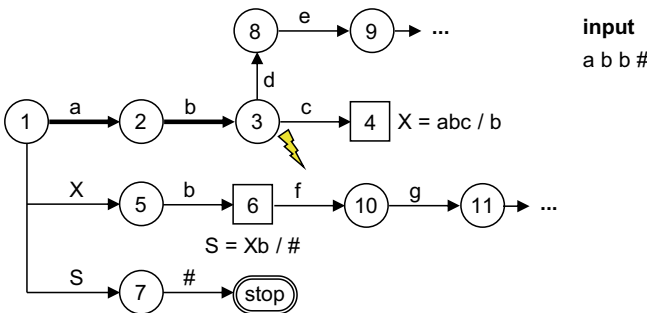 8 e 9 ... input
d a b b #
1 a 2 b 3 c 4 X = abc / b
X 5 b 6 f 10 g 11 ...
S = Xb / #
S 7 # stop